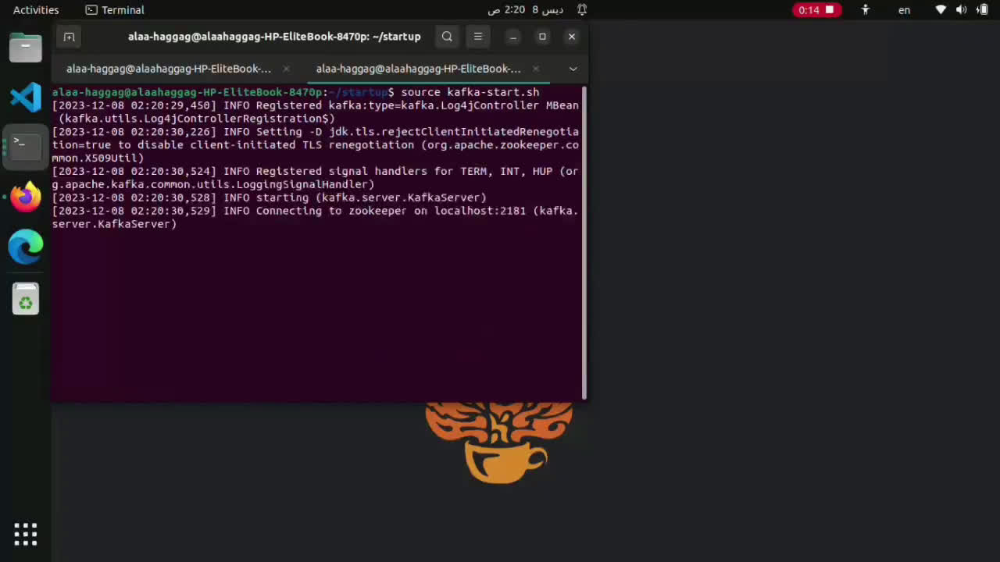 Activities
Terminal
ديس 8 2:20 ص
0:14
en
alaa-haggag@alaahaggag-HP-EliteBook-8470p: ~/startup
alaa-haggag@alaahaggag-HP-EliteBook-...
alaa-haggag@alaahaggag-HP-EliteBook-...
alaa-haggag@alaahaggag-HP-EliteBook-8470p:~/startup$ source kafka-start.sh
[2023-12-08 02:20:29,450] INFO Registered kafka:type=kafka.Log4jController MBean
(kafka.utils.Log4jControllerRegistration$)
[2023-12-08 02:20:30,226] INFO Setting -D jdk.tls.rejectClientInitiatedRenegotia
tion=true to disable client-initiated TLS renegotiation (org.apache.zookeeper.co
mmon.X509Util)
[2023-12-08 02:20:30,524] INFO Registered signal handlers for TERM, INT, HUP (or
g.apache.kafka.common.utils.LoggingSignalHandler)
[2023-12-08 02:20:30,528] INFO starting (kafka.server.KafkaServer)
[2023-12-08 02:20:30,529] INFO Connecting to zookeeper on localhost:2181 (kafka.
server.KafkaServer)